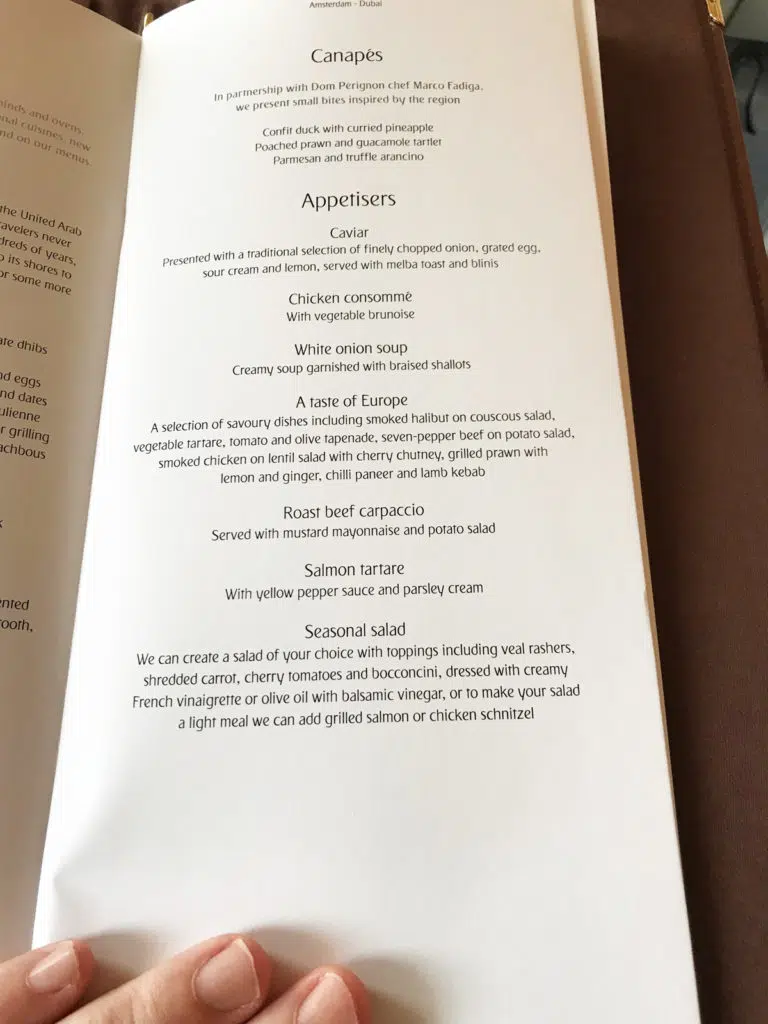 inds and ovens
nal cuisines, new
nd on our menus.
the United Arab
avelers never
dreds of years,
o its shores to
or some more
ate dhibs
nd eggs
nd dates
ulienne
r grilling
achbous
k
ented
ooth,
Amsterdam - Dubai
Canapés
In partnership with Dom Perignon chef Marco Fadiga,
we present small bites inspired by the region
Confit duck with curried pineapple
Poached prawn and guacamole tartlet
Parmesan and truffle arancino
Appetisers
Caviar
Presented with a traditional selection of finely chopped onion, grated egg,
sour cream and lemon, served with melba toast and blinis
Chicken consommé
With vegetable brunoise
White onion soup
Creamy soup garnished with braised shallots
A taste of Europe
A selection of savoury dishes including smoked halibut on couscous salad,
vegetable tartare, tomato and olive tapenade, seven-pepper beef on potato salad,
smoked chicken on lentil salad with cherry chutney, grilled prawn with
lemon and ginger, chilli paneer and lamb kebab
Roast beef carpaccio
Served with mustard mayonnaise and potato salad
Salmon tartare
With yellow pepper sauce and parsley cream
Seasonal salad
We can create a salad of your choice with toppings including veal rashers,
shredded carrot, cherry tomatoes and bocconcini, dressed with creamy
French vinaigrette or olive oil with balsamic vinegar, or to make your salad
a light meal we can add grilled salmon or chicken schnitzel